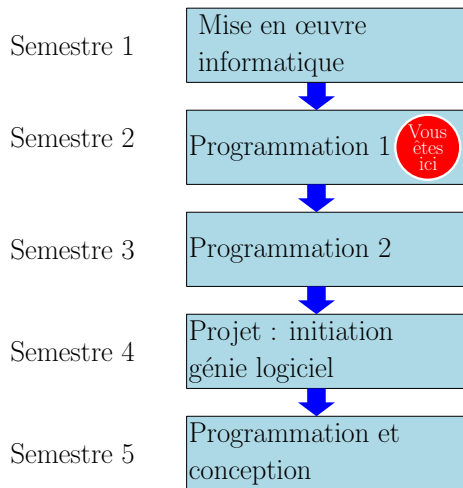 Semestre 1
Mise en œuvre
informatique
Semestre 2
Programmation 1
Vous
êtes
ici
Semestre 3
Programmation 2
Semestre 4
Projet : initiation
génie logiciel
Semestre 5
Programmation et
conception